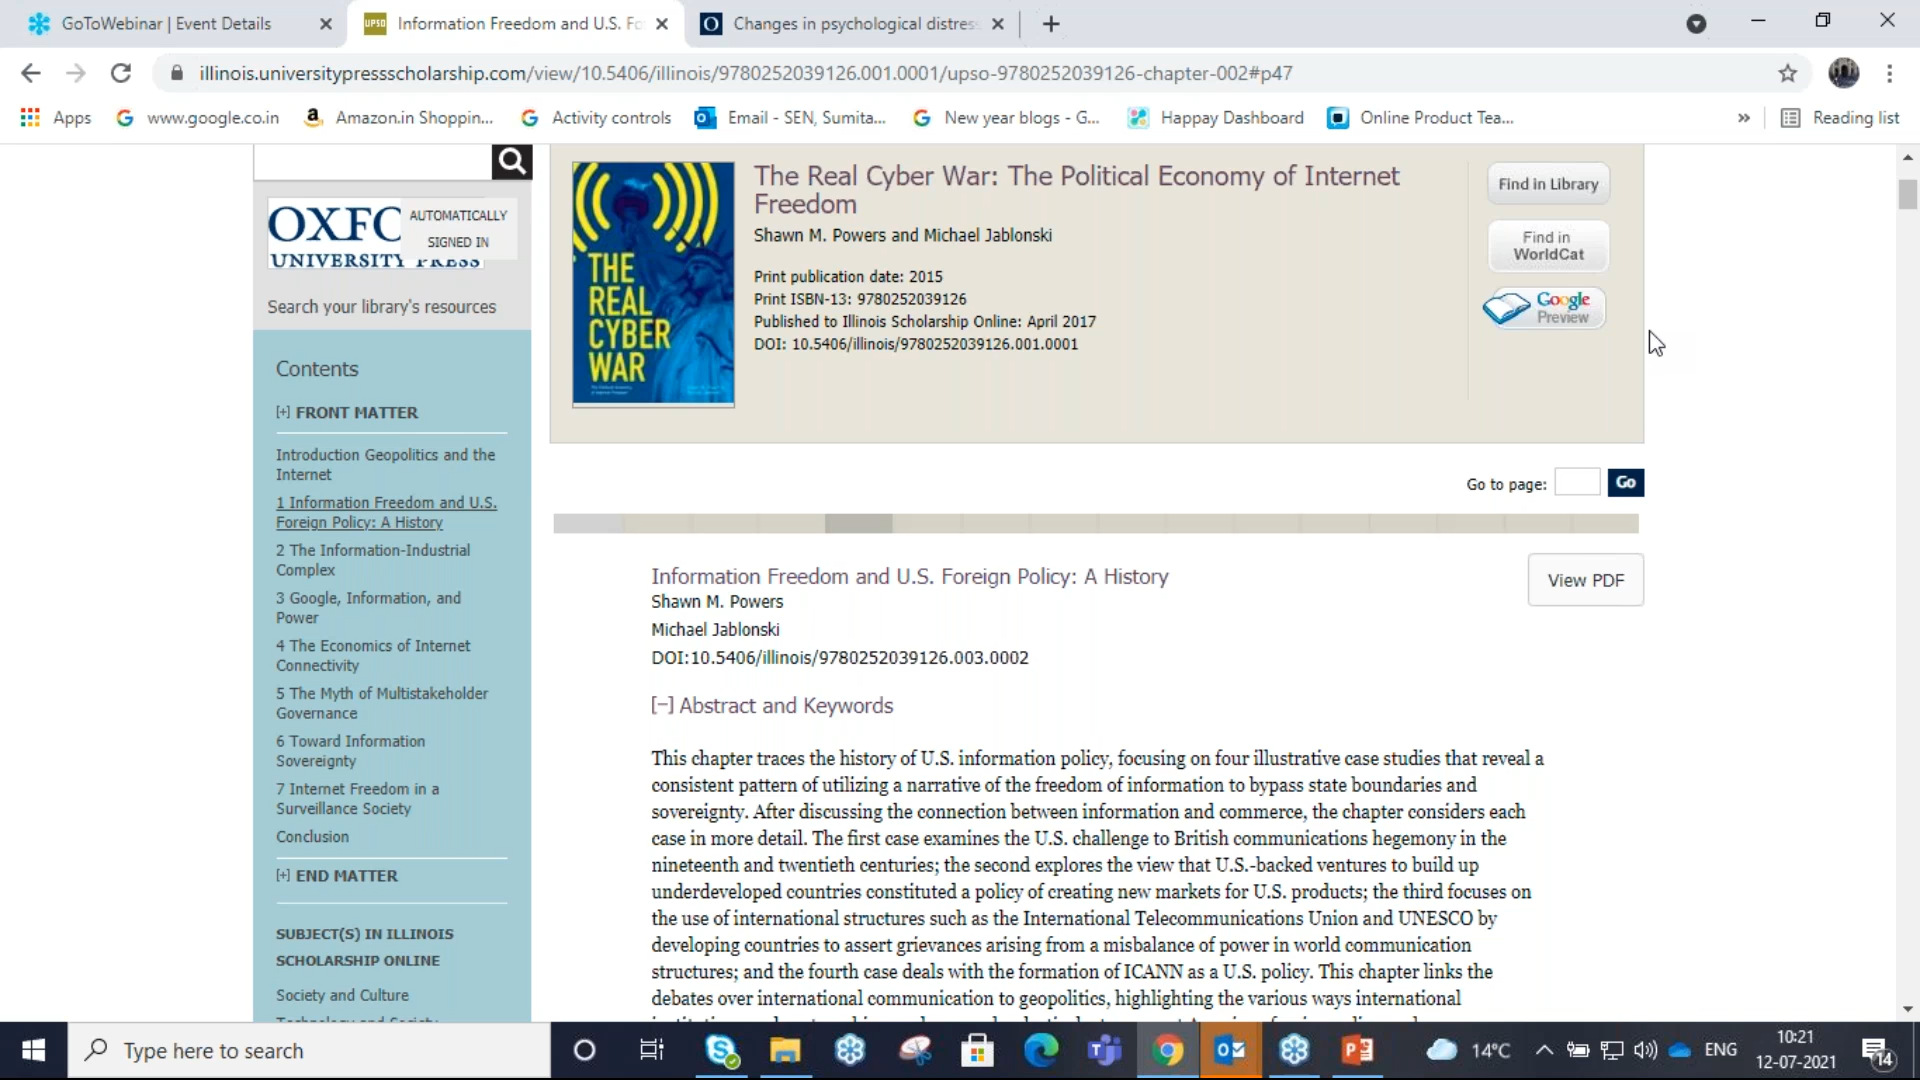 GoToWebinar | Event Details
Information Freedom and U.S. Fo
Changes in psychological distres
illinois.universitypressscholarship.com/view/10.5406/illinois/9780252039126.001.0001/upso-9780252039126-chapter-002#p47
Apps
www.google.co.in
Amazon.in Shoppin...
Activity controls
Email - SEN, Sumita...
New year blogs - G...
Happay Dashboard
Online Product Tea...
»
Reading list
OXFO
UNIVERSITY PRESS
AUTOMATICALLY
SIGNED IN
Search your library's resources
Contents
[+] FRONT MATTER
Introduction Geopolitics and the
Internet
1 Information Freedom and U.S.
Foreign Policy: A History
2 The Information-Industrial
Complex
3 Google, Information, and
Power
4 The Economics of Internet
Connectivity
5 The Myth of Multistakeholder
Governance
6 Toward Information
Sovereignty
7 Internet Freedom in a
Surveillance Society
Conclusion
[+] END MATTER
SUBJECT(S) IN ILLINOIS
SCHOLARSHIP ONLINE
Society and Culture
THE
REAL
CYBER
WAR
The Real Cyber War: The Political Economy of Internet
Freedom
Shawn M. Powers and Michael Jablonski
Print publication date: 2015
Print ISBN-13: 9780252039126
Published to Illinois Scholarship Online: April 2017
DOI: 10.5406/illinois/9780252039126.001.0001
Find in Library
Find in
WorldCat
Google
Preview
Go to page:
Go
Information Freedom and U.S. Foreign Policy: A History
Shawn M. Powers
Michael Jablonski
DOI:10.5406/illinois/9780252039126.003.0002
View PDF
[−] Abstract and Keywords
This chapter traces the history of U.S. information policy, focusing on four illustrative case studies that reveal a
consistent pattern of utilizing a narrative of the freedom of information to bypass state boundaries and
sovereignty. After discussing the connection between information and commerce, the chapter considers each
case in more detail. The first case examines the U.S. challenge to British communications hegemony in the
nineteenth and twentieth centuries; the second explores the view that U.S.-backed ventures to build up
underdeveloped countries constituted a policy of creating new markets for U.S. products; the third focuses on
the use of international structures such as the International Telecommunications Union and UNESCO by
developing countries to assert grievances arising from a misbalance of power in world communication
structures; and the fourth case deals with the formation of ICANN as a U.S. policy. This chapter links the
debates over international communication to geopolitics, highlighting the various ways international
Type here to search
14°C
ENG
10:21
12-07-2021
14